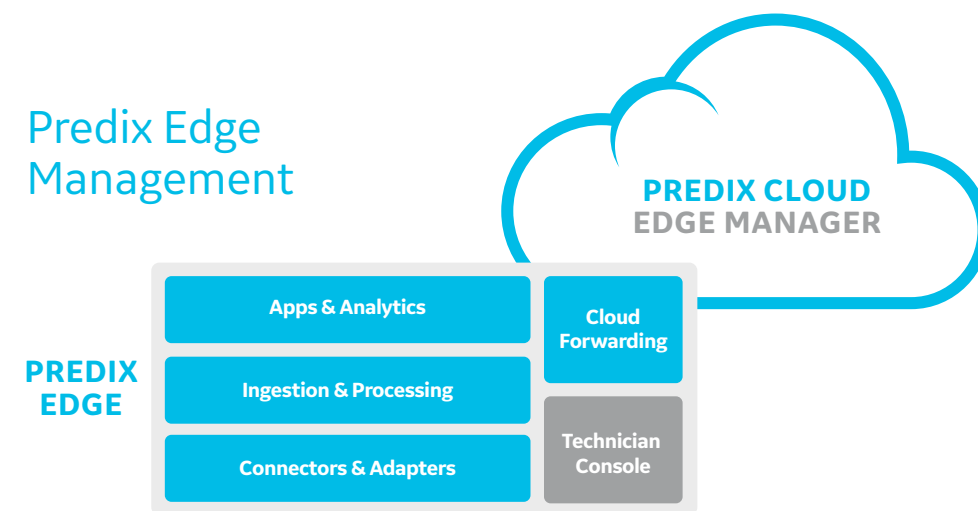 Predix Edge
Management
PREDIX CLOUD
EDGE MANAGER
PREDIX
EDGE
Apps & Analytics
Ingestion & Processing
Connectors & Adapters
Cloud
Forwarding
Technician
Console